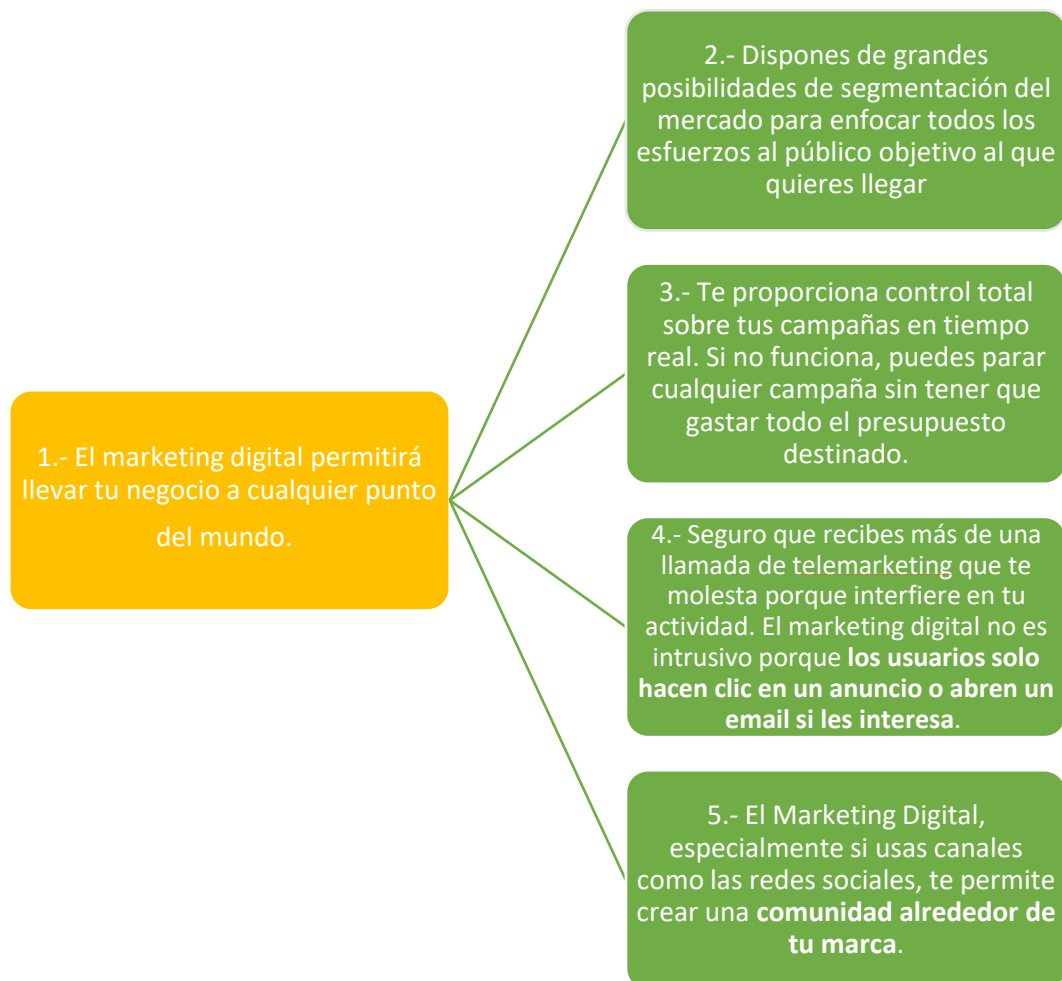 2.- Dispones de grandes
posibilidades de segmentación del
mercado para enfocar todos los
esfuerzos al público objetivo al que
quieres llegar
3.- Te proporciona control total
sobre tus campañas en tiempo
real. Si no funciona, puedes parar
cualquier campaña sin tener que
gastar todo el presupuesto
destinado.
1.- El marketing digital permitirá
llevar tu negocio a cualquier punto
del mundo.
4.- Seguro que recibes más de una
llamada de telemarketing que te
molesta porque interfiere en tu
actividad. El marketing digital no es
intrusivo porque los usuarios solo
hacen clic en un anuncio o abren un
email si les interesa.
5.- El Marketing Digital,
especialmente si usas canales
como las redes sociales, te permite
crear una comunidad alrededor de
tu marca.